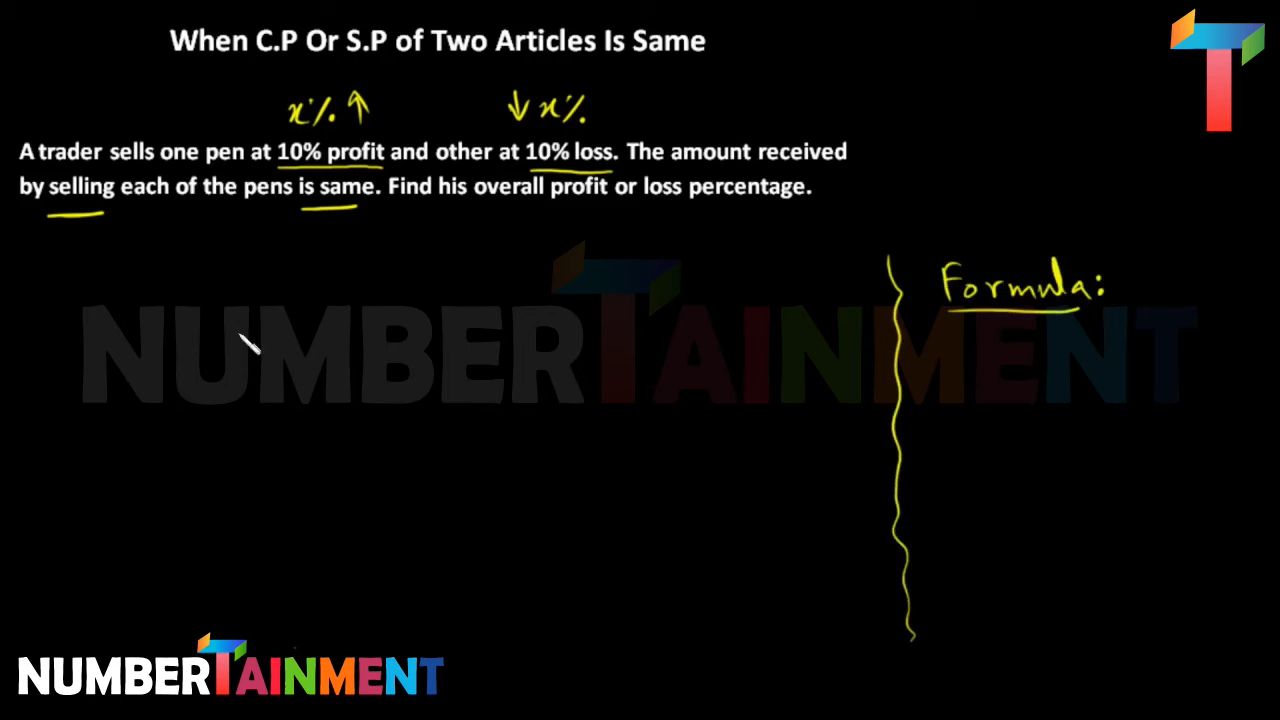 When C.P Or S.P of Two Articles Is Same
T
x% ↑ ↓ x%
A trader sells one pen at 10% profit and other at 10% loss. The amount received
by selling each of the pens is same. Find his overall profit or loss percentage.
Formula:
NUMBERTAINMENT
NUMBERTAINMENT